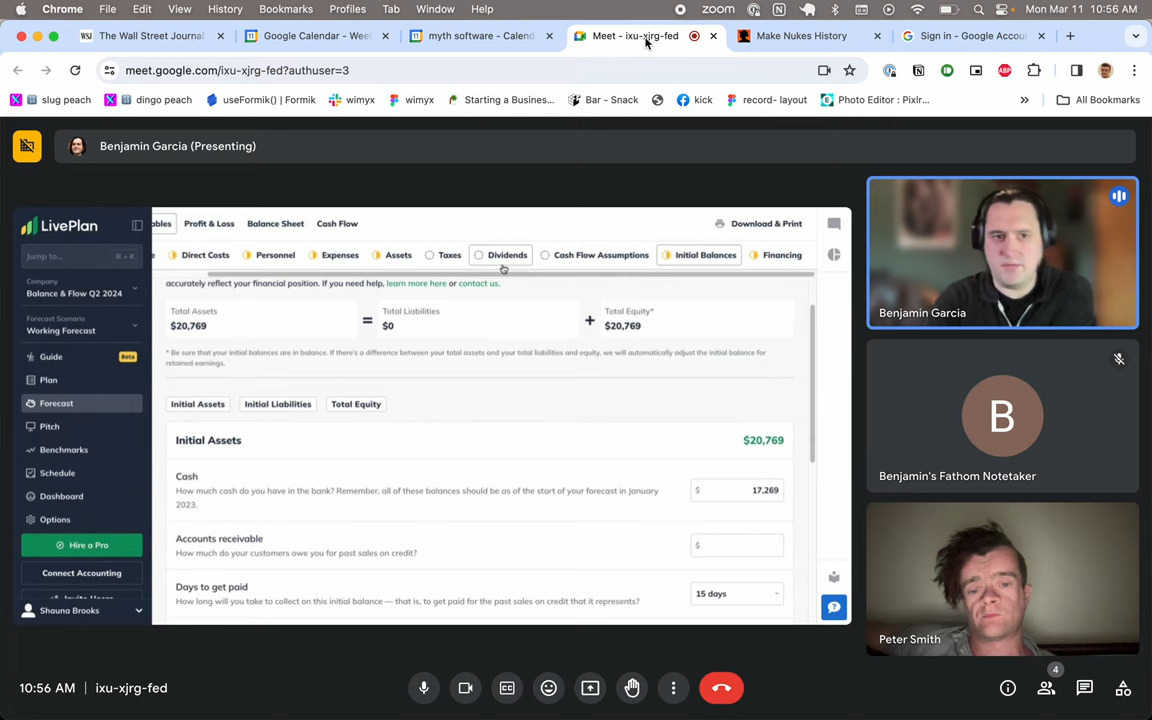 Chrome File Edit View History Bookmarks Profiles Tab Window Help zoom Mon Mar 11 10:56 AM
The Wall Street Journal Google Calendar - Wee myth software - Calend Meet - ixu-xjrg-fed Make Nukes History Sign in - Google Accou
meet.google.com/ixu-xjrg-fed?authuser=3
slug peach dingo peach useFormik() | Formik wimyx wimyx Starting a Business... Bar - Snack kick record- layout Photo Editor : Pixlr... All Bookmarks
Benjamin Garcia (Presenting)
LivePlan
Jump to...
⌘+K
Company
Balance & Flow Q2 2024
Forecast Scenario
Working Forecast
Guide Beta
Plan
Forecast
Pitch
Benchmarks
Schedule
Dashboard
Options
Hire a Pro
Connect Accounting
Invite Users
Shauna Brooks
ables Profit & Loss Balance Sheet Cash Flow Download & Print
e Direct Costs Personnel Expenses Assets Taxes Dividends Cash Flow Assumptions Initial Balances Financing
accurately reflect your financial position. If you need help, learn more here or contact us.
Total Assets Total Liabilities Total Equity*
$20,769 = $0 + $20,769
* Be sure that your initial balances are in balance. If there's a difference between your total assets and your total liabilities and equity, we will automatically adjust the initial balance for
retained earnings.
Initial Assets Initial Liabilities Total Equity
Initial Assets $20,769
Cash
How much cash do you have in the bank? Remember, all of these balances should be as of the start of your forecast in January
2023.
$ 17,269
Accounts receivable
How much do your customers owe you for past sales on credit?
$
Days to get paid
How long will you take to collect on this initial balance — that is, to get paid for the past sales on credit that it represents?
15 days
Benjamin Garcia
B
Benjamin's Fathom Notetaker
Peter Smith
10:56 AM | ixu-xjrg-fed
4